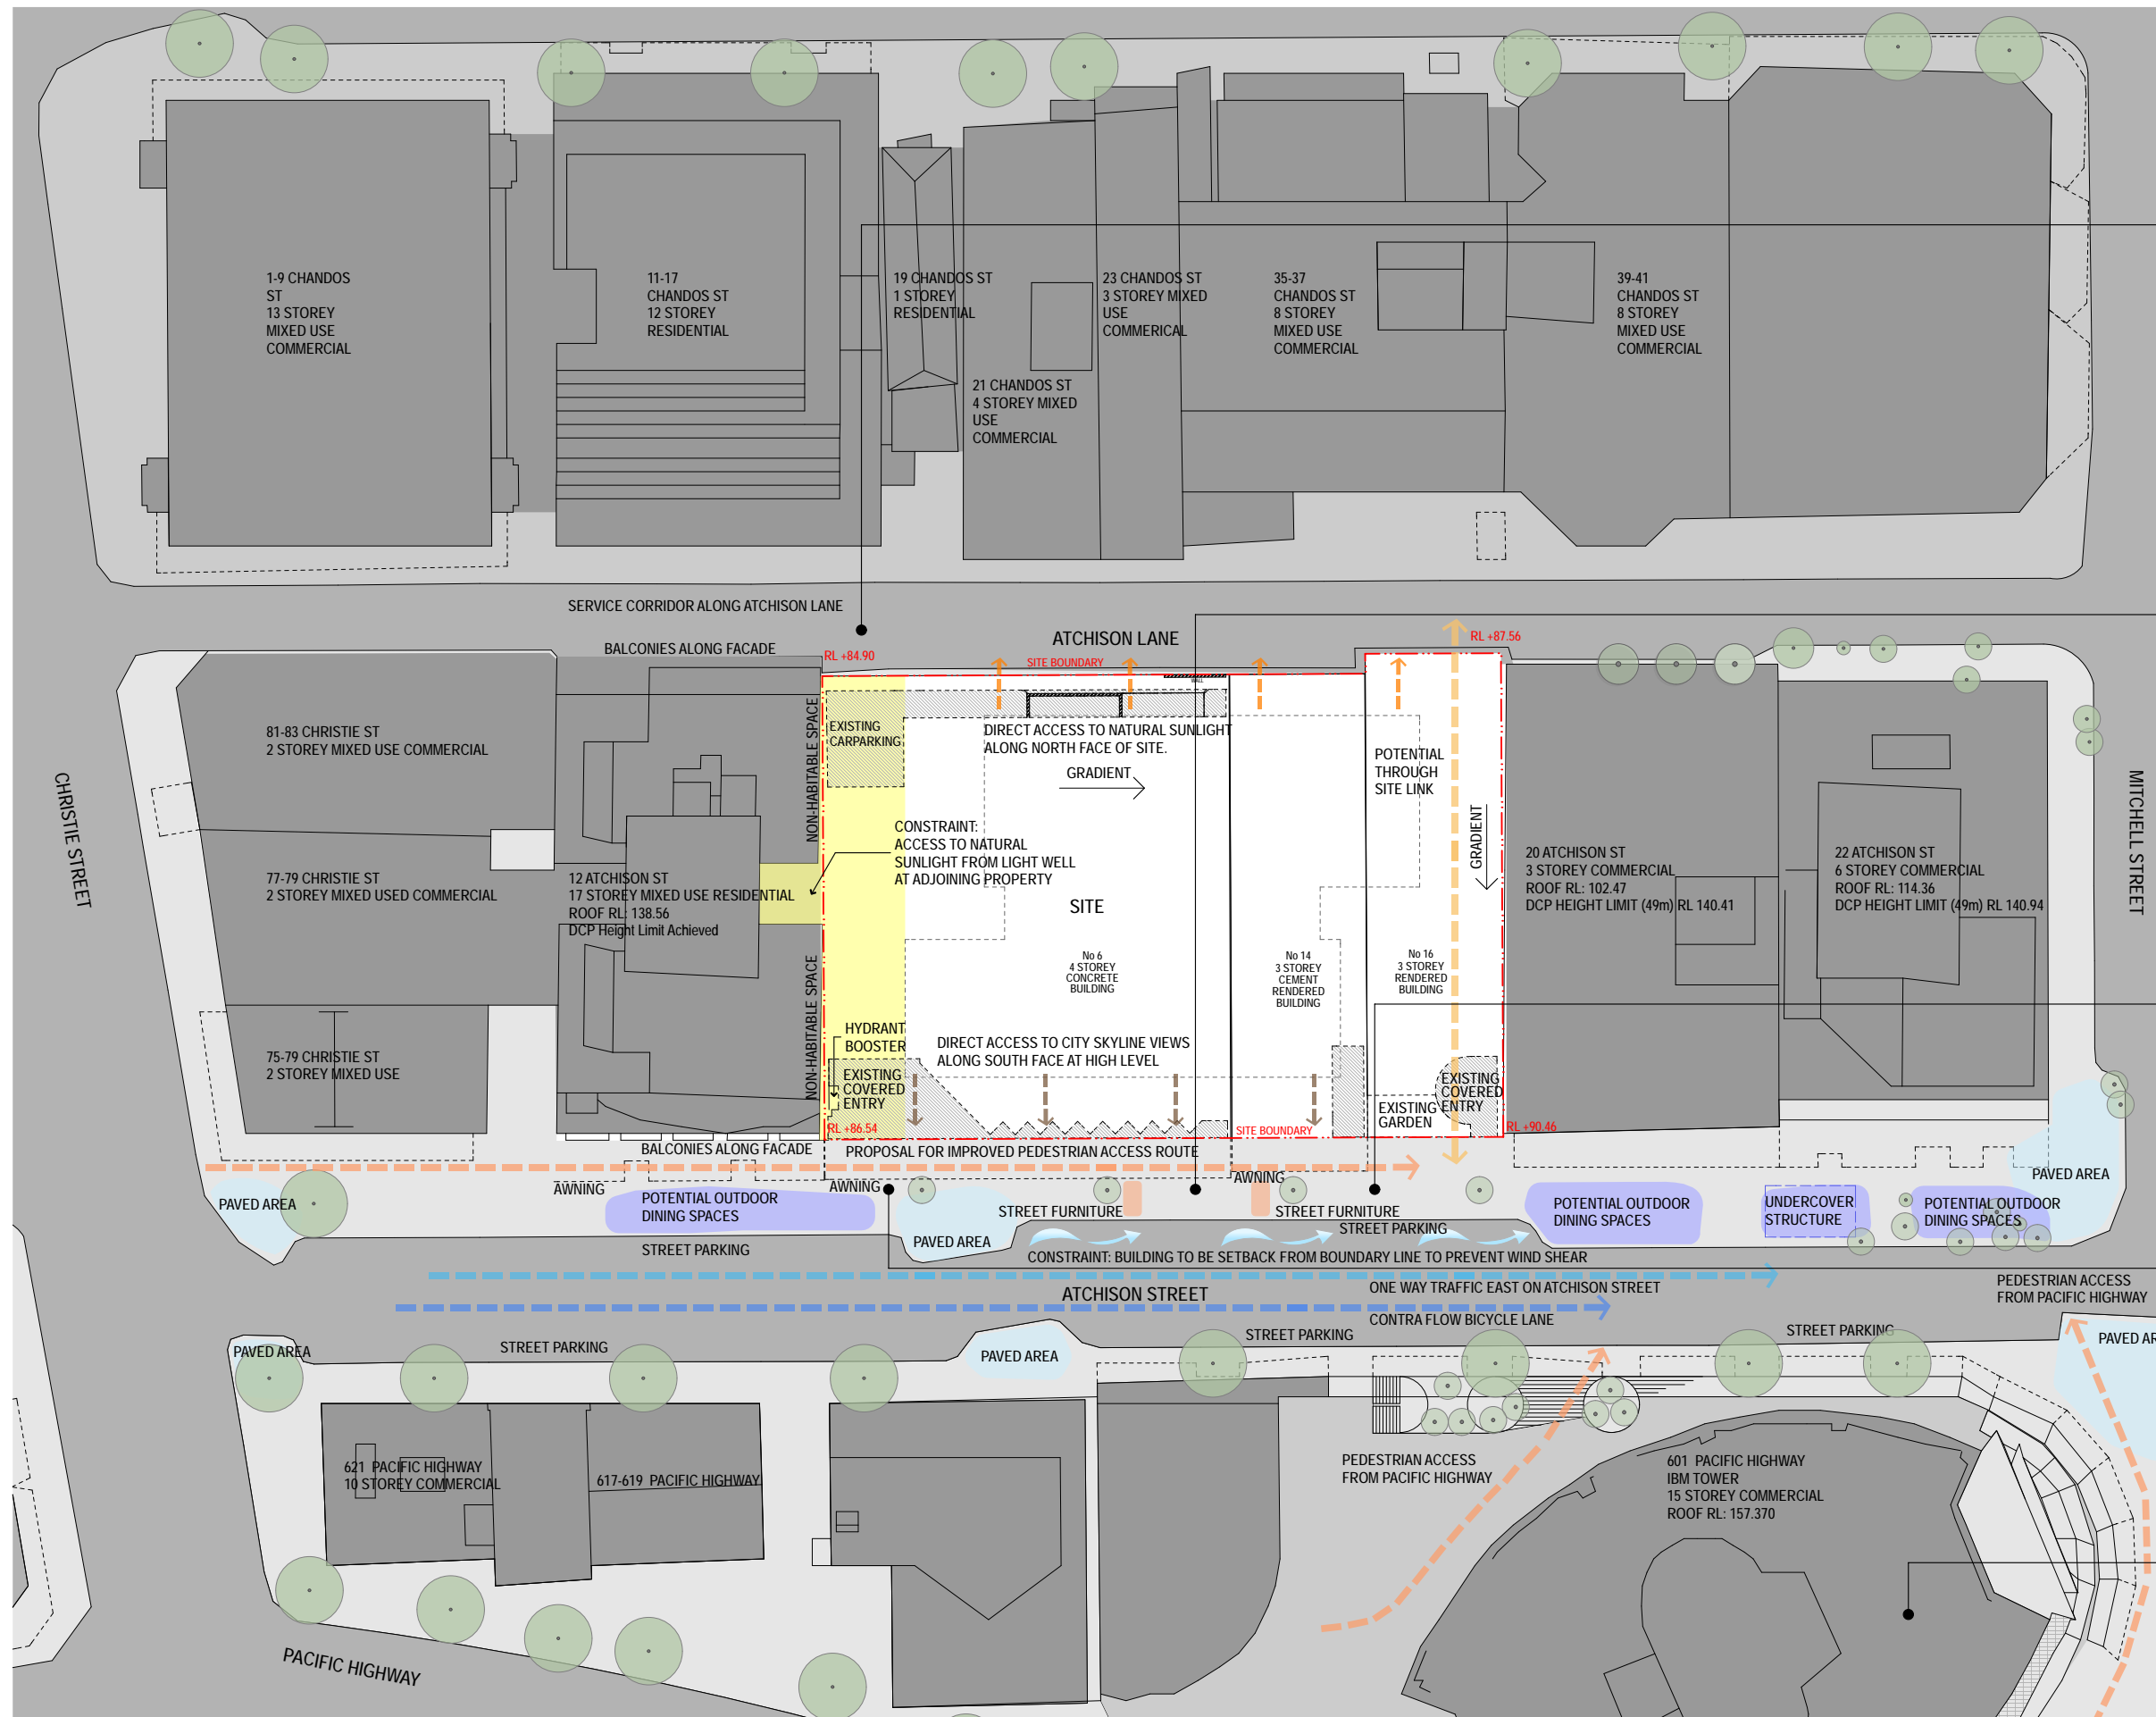 1-9 CHANDOS
ST
13 STOREY
MIXED USE
COMMERCIAL
11-17
CHANDOS ST
12 STOREY
RESIDENTIAL
19 CHANDOS ST
1 STOREY
RESIDENTIAL
21 CHANDOS ST
4 STOREY MIXED
USE
COMMERCIAL
23 CHANDOS ST
3 STOREY MIXED
USE
COMMERICAL
35-37
CHANDOS ST
8 STOREY
MIXED USE
COMMERCIAL
39-41
CHANDOS ST
8 STOREY
MIXED USE
COMMERCIAL
SERVICE CORRIDOR ALONG ATCHISON LANE
ATCHISON LANE
BALCONIES ALONG FACADE
RL +84.90
SITE BOUNDARY
RL +87.56
WALL
CHRISTIE STREET
81-83 CHRISTIE ST
2 STOREY MIXED USE COMMERCIAL
77-79 CHRISTIE ST
2 STOREY MIXED USED COMMERCIAL
75-79 CHRISTIE ST
2 STOREY MIXED USE
12 ATCHISON ST
17 STOREY MIXED USE RESIDENTIAL
ROOF RL: 138.56
DCP Height Limit Achieved
NON-HABITABLE SPACE
NON-HABITABLE SPACE
EXISTING
CARPARKING
DIRECT ACCESS TO NATURAL SUNLIGHT
ALONG NORTH FACE OF SITE.
GRADIENT
POTENTIAL
THROUGH
SITE LINK
GRADIENT
CONSTRAINT:
ACCESS TO NATURAL
SUNLIGHT FROM LIGHT WELL
AT ADJOINING PROPERTY
SITE
No 6
4 STOREY
CONCRETE
BUILDING
No 14
3 STOREY
CEMENT
RENDERED
BUILDING
No 16
3 STOREY
RENDERED
BUILDING
20 ATCHISON ST
3 STOREY COMMERCIAL
ROOF RL: 102.47
DCP HEIGHT LIMIT (49m) RL 140.41
22 ATCHISON ST
6 STOREY COMMERCIAL
ROOF RL: 114.36
DCP HEIGHT LIMIT (49m) RL 140.94
MITCHELL STREET
HYDRANT
BOOSTER
EXISTING
COVERED
ENTRY
DIRECT ACCESS TO CITY SKYLINE VIEWS
ALONG SOUTH FACE AT HIGH LEVEL
EXISTING
GARDEN
EXISTING
COVERED
ENTRY
RL +86.54
SITE BOUNDARY
RL +90.46
BALCONIES ALONG FACADE
PROPOSAL FOR IMPROVED PEDESTRIAN ACCESS ROUTE
AWNING
AWNING
AWNING
PAVED AREA
POTENTIAL OUTDOOR
DINING SPACES
PAVED AREA
STREET FURNITURE
STREET FURNITURE
STREET PARKING
POTENTIAL OUTDOOR
DINING SPACES
UNDERCOVER
STRUCTURE
POTENTIAL OUTDOOR
DINING SPACES
PAVED AREA
STREET PARKING
CONSTRAINT: BUILDING TO BE SETBACK FROM BOUNDARY LINE TO PREVENT WIND SHEAR
ATCHISON STREET
ONE WAY TRAFFIC EAST ON ATCHISON STREET
CONTRA FLOW BICYCLE LANE
PEDESTRIAN ACCESS
FROM PACIFIC HIGHWAY
PAVED AREA
STREET PARKING
PAVED AREA
STREET PARKING
STREET PARKING
PAVED AR
621 PACIFIC HIGHWAY
10 STOREY COMMERCIAL
617-619 PACIFIC HIGHWAY
PEDESTRIAN ACCESS
FROM PACIFIC HIGHWAY
601 PACIFIC HIGHWAY
IBM TOWER
15 STOREY COMMERCIAL
ROOF RL: 157.370
PACIFIC HIGHWAY